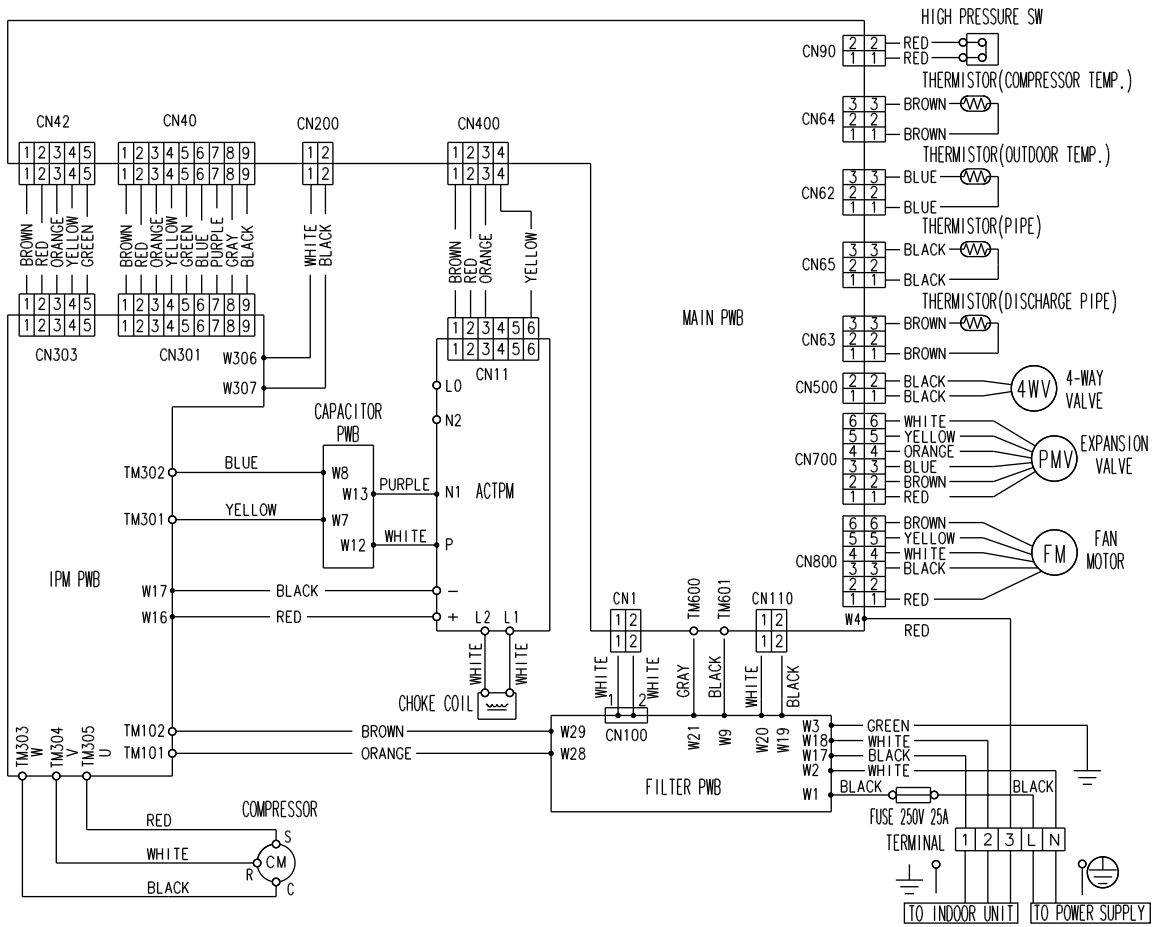 HIGH PRESSURE SW
CN90
2 2 RED
1 1 RED
THERMISTOR(COMPRESSOR TEMP.)
CN64
3 3 BROWN
2 2
1 1 BROWN
THERMISTOR(OUTDOOR TEMP.)
CN62
3 3 BLUE
2 2
1 1 BLUE
THERMISTOR(PIPE)
CN65
3 3 BLACK
2 2
1 1 BLACK
THERMISTOR(DISCHARGE PIPE)
CN63
3 3 BROWN
2 2
1 1 BROWN
CN500
2 2 BLACK
1 1 BLACK
4WV
4-WAY
VALVE
CN700
6 6 WHITE
5 5 YELLOW
4 4 ORANGE
3 3 BLUE
2 2 BROWN
1 1 RED
PMV
EXPANSION
VALVE
CN800
6 6 BROWN
5 5 YELLOW
4 4 WHITE
3 3 BLACK
2 2
1 1 RED
FM
FAN
MOTOR
W4
RED
MAIN PWB
CN42
1 2 3 4 5
1 2 3 4 5
BROWN
RED
ORANGE
YELLOW
GREEN
1 2 3 4 5
1 2 3 4 5
CN303
CN40
1 2 3 4 5 6 7 8 9
1 2 3 4 5 6 7 8 9
BROWN
RED
ORANGE
YELLOW
GREEN
BLUE
PURPLE
GRAY
BLACK
1 2 3 4 5 6 7 8 9
1 2 3 4 5 6 7 8 9
CN301
CN200
1 2
1 2
WHITE
BLACK
W306
W307
CN400
1 2 3 4
1 2 3 4
BROWN
RED
ORANGE
YELLOW
1 2 3 4 5 6
1 2 3 4 5 6
CN11
LO
N2
N1
ACTPM
P
-
+
L2 L1
WHITE
WHITE
CHOKE COIL
CAPACITOR
PWB
W8
W13
W7
W12
PURPLE
WHITE
TM302
BLUE
TM301
YELLOW
IPM PWB
W17
BLACK
W16
RED
TM102
BROWN
TM101
ORANGE
TM303
W
TM304
V
TM305
U
COMPRESSOR
RED
WHITE
BLACK
S
R
C
CM
CN1
1 2
1 2
WHITE
WHITE
1 2
CN100
TM600
TM601
GRAY
BLACK
W21
W9
CN110
1 2
1 2
WHITE
BLACK
W20
W19
W29
W28
FILTER PWB
W3 GREEN
W18 WHITE
W17 BLACK
W2 WHITE
W1 BLACK
BLACK
FUSE 250V 25A
TERMINAL
1 2 3 L N
TO INDOOR UNIT
TO POWER SUPPLY